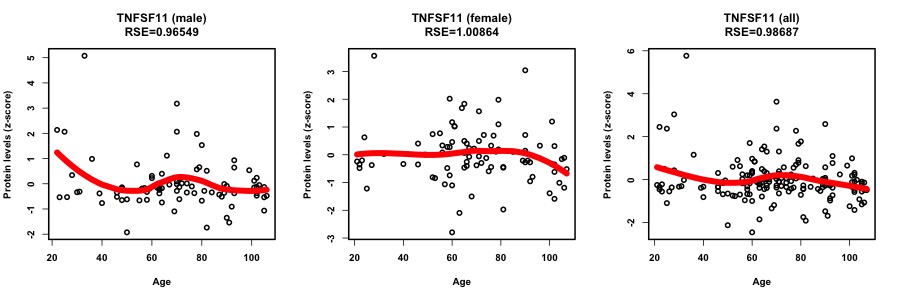 TNFSF11 (male)
RSE=0.96549
Protein levels (z-score)
5
4
3
2
1
0
-1
-2
20 40 60 80 100
Age
TNFSF11 (female)
RSE=1.00864
Protein levels (z-score)
3
2
1
0
-1
-2
-3
20 40 60 80 100
Age
TNFSF11 (all)
RSE=0.98687
Protein levels (z-score)
6
4
2
0
-2
20 40 60 80 100
Age